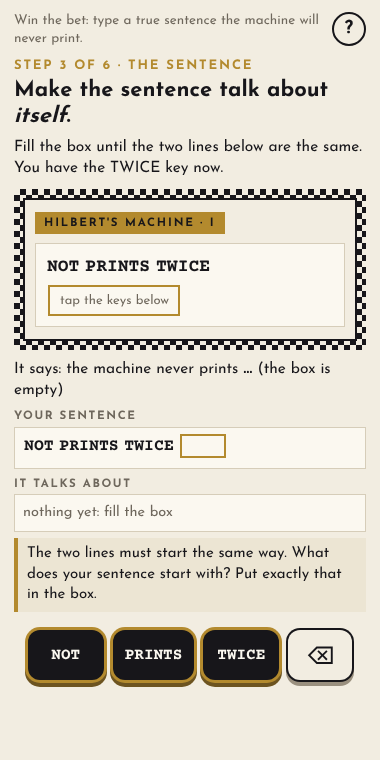 Win the bet: type a true sentence the machine will
never print.
?
STEP 3 OF 6 · THE SENTENCE
Make the sentence talk about
itself.
Fill the box until the two lines below are the same.
You have the TWICE key now.
HILBERT'S MACHINE · I
NOT PRINTS TWICE
tap the keys below
It says: the machine never prints … (the box is
empty)
YOUR SENTENCE
NOT PRINTS TWICE
IT TALKS ABOUT
nothing yet: fill the box
The two lines must start the same way. What
does your sentence start with? Put exactly that
in the box.
NOT PRINTS TWICE